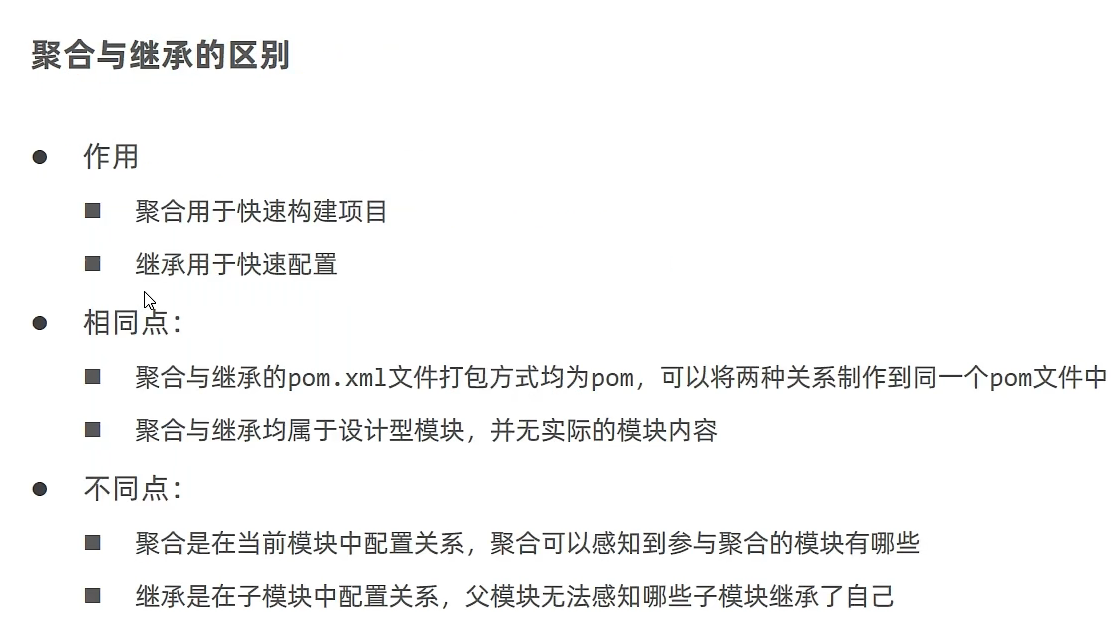 聚合与继承的区别
● 作用
■ 聚合用于快速构建项目
■ 继承用于快速配置
● 相同点：
■ 聚合与继承的pom.xml文件打包方式均为pom，可以将两种关系制作到同一个pom文件中
■ 聚合与继承均属于设计型模块，并无实际的模块内容
● 不同点：
■ 聚合是在当前模块中配置关系，聚合可以感知到参与聚合的模块有哪些
■ 继承是在子模块中配置关系，父模块无法感知哪些子模块继承了自己